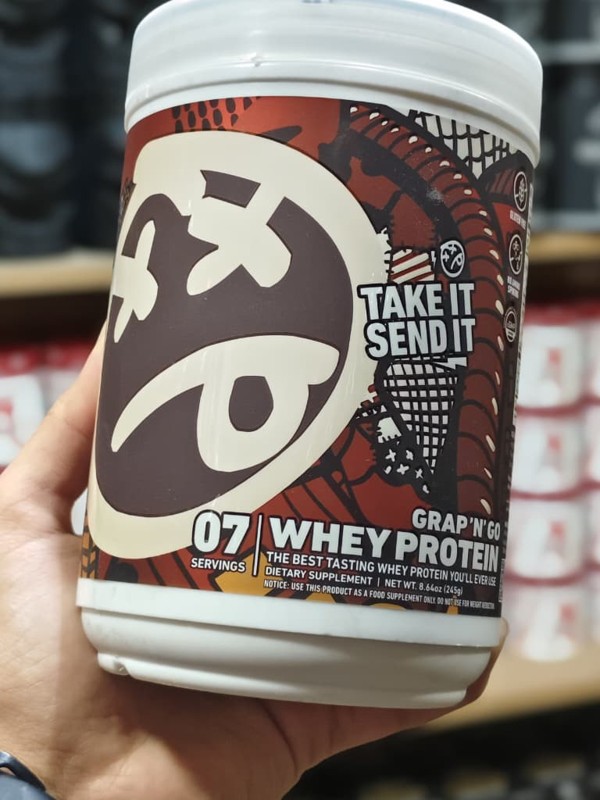 TAKE IT
SEND IT
GRAP 'N' GO
07
SERVINGS
WHEY PROTEIN
THE BEST TASTING WHEY PROTEIN YOU'LL EVER USE
DIETARY SUPPLEMENT | NET WT. 8.64oz (245g)
NOTICE: USE THIS PRODUCT AS A FOOD SUPPLEMENT ONLY. DO NOT USE FOR WEIGHT REDUCTION.
GLUTEN